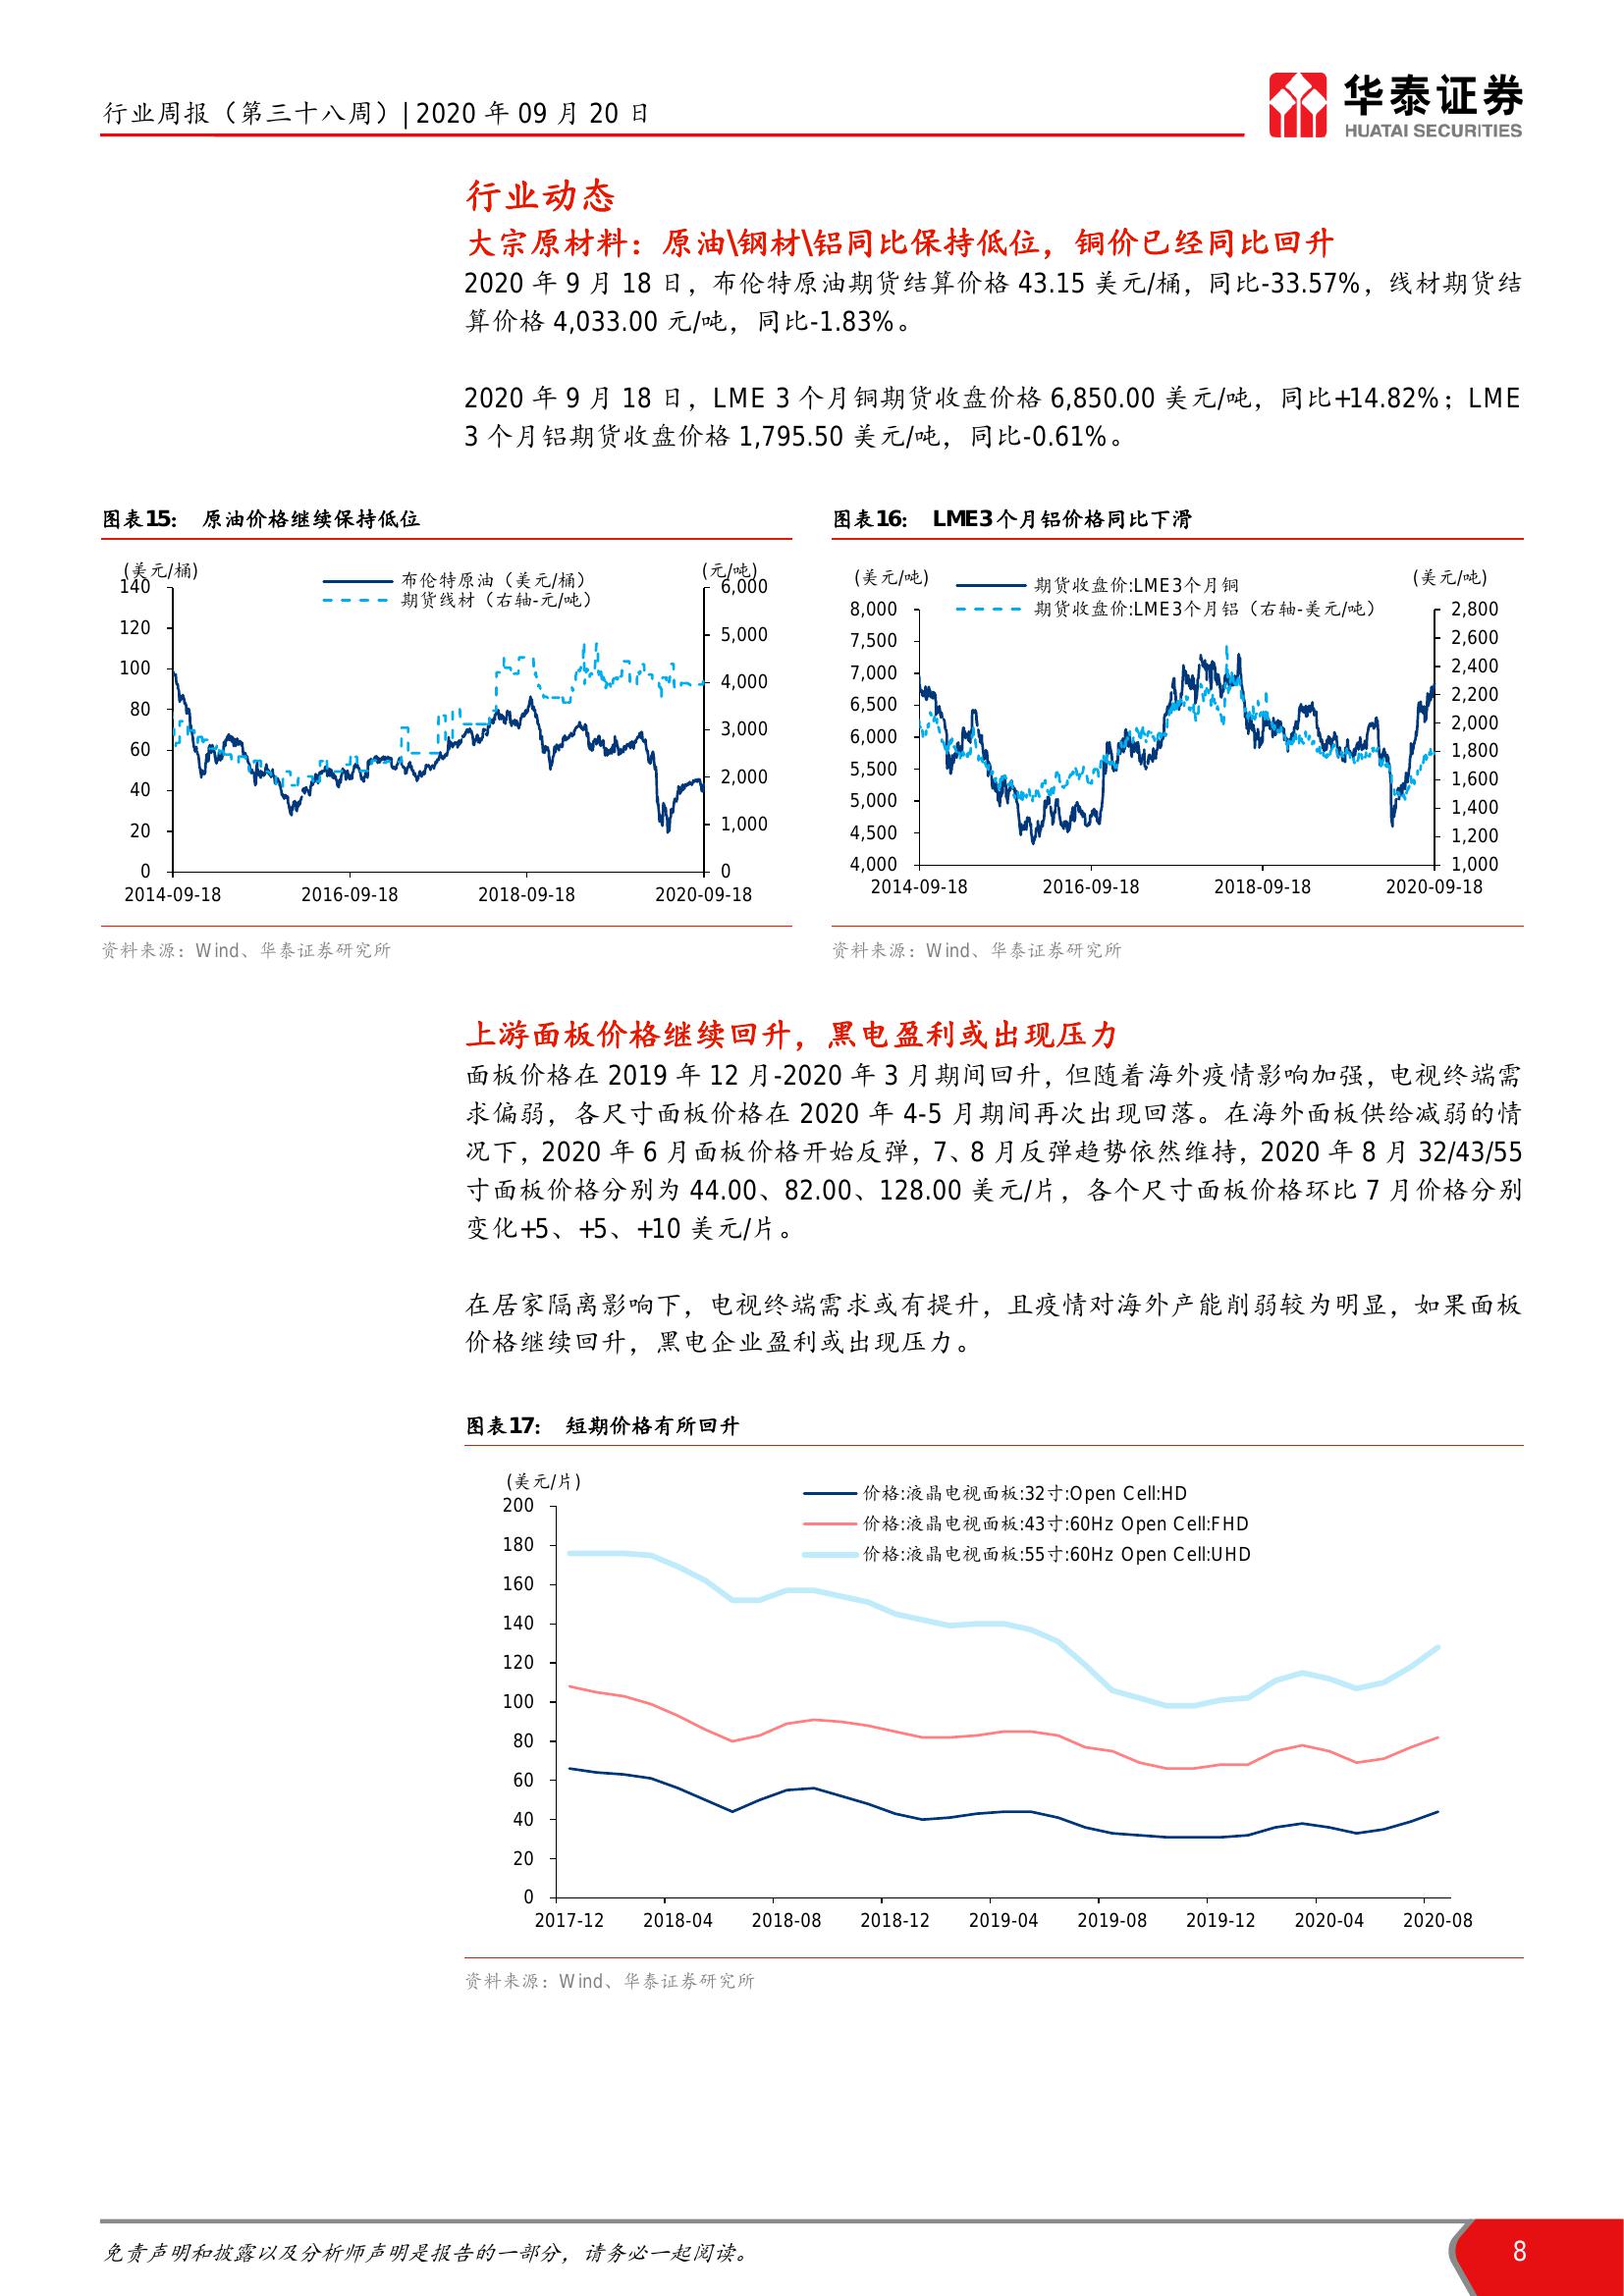 行业周报（第三十八周）| 2020 年 09 月 20 日
华泰证券
HUATAI SECURITIES
行业动态
大宗原材料：原油\钢材\铝同比保持低位，铜价已经同比回升
2020 年 9 月 18 日，布伦特原油期货结算价格 43.15 美元/桶，同比-33.57%，线材期货结
算价格 4,033.00 元/吨，同比-1.83%。
2020 年 9 月 18 日，LME 3 个月铜期货收盘价格 6,850.00 美元/吨，同比+14.82%；LME
3 个月铝期货收盘价格 1,795.50 美元/吨，同比-0.61%。
图表15： 原油价格继续保持低位
(美元/桶)
(元/吨)
布伦特原油（美元/桶）
期货线材（右轴-元/吨）
140
120
100
80
60
40
20
0
6,000
5,000
4,000
3,000
2,000
1,000
0
2014-09-18 2016-09-18 2018-09-18 2020-09-18
资料来源：Wind、华泰证券研究所
图表16： LME3 个月铝价格同比下滑
(美元/吨)
(美元/吨)
期货收盘价:LME3个月铜
期货收盘价:LME3个月铝（右轴-美元/吨）
8,000
7,500
7,000
6,500
6,000
5,500
5,000
4,500
4,000
2,800
2,600
2,400
2,200
2,000
1,800
1,600
1,400
1,200
1,000
2014-09-18 2016-09-18 2018-09-18 2020-09-18
资料来源：Wind、华泰证券研究所
上游面板价格继续回升，黑电盈利或出现压力
面板价格在 2019 年 12 月-2020 年 3 月期间回升，但随着海外疫情影响加强，电视终端需
求偏弱，各尺寸面板价格在 2020 年 4-5 月期间再次出现回落。在海外面板供给减弱的情
况下，2020 年 6 月面板价格开始反弹，7、8 月反弹趋势依然维持，2020 年 8 月 32/43/55
寸面板价格分别为 44.00、82.00、128.00 美元/片，各个尺寸面板价格环比 7 月价格分别
变化+5、+5、+10 美元/片。
在居家隔离影响下，电视终端需求或有提升，且疫情对海外产能削弱较为明显，如果面板
价格继续回升，黑电企业盈利或出现压力。
图表17： 短期价格有所回升
(美元/片)
价格:液晶电视面板:32寸:Open Cell:HD
价格:液晶电视面板:43寸:60Hz Open Cell:FHD
价格:液晶电视面板:55寸:60Hz Open Cell:UHD
200
180
160
140
120
100
80
60
40
20
0
2017-12 2018-04 2018-08 2018-12 2019-04 2019-08 2019-12 2020-04 2020-08
资料来源：Wind、华泰证券研究所
免责声明和披露以及分析师声明是报告的一部分，请务必一起阅读。
8